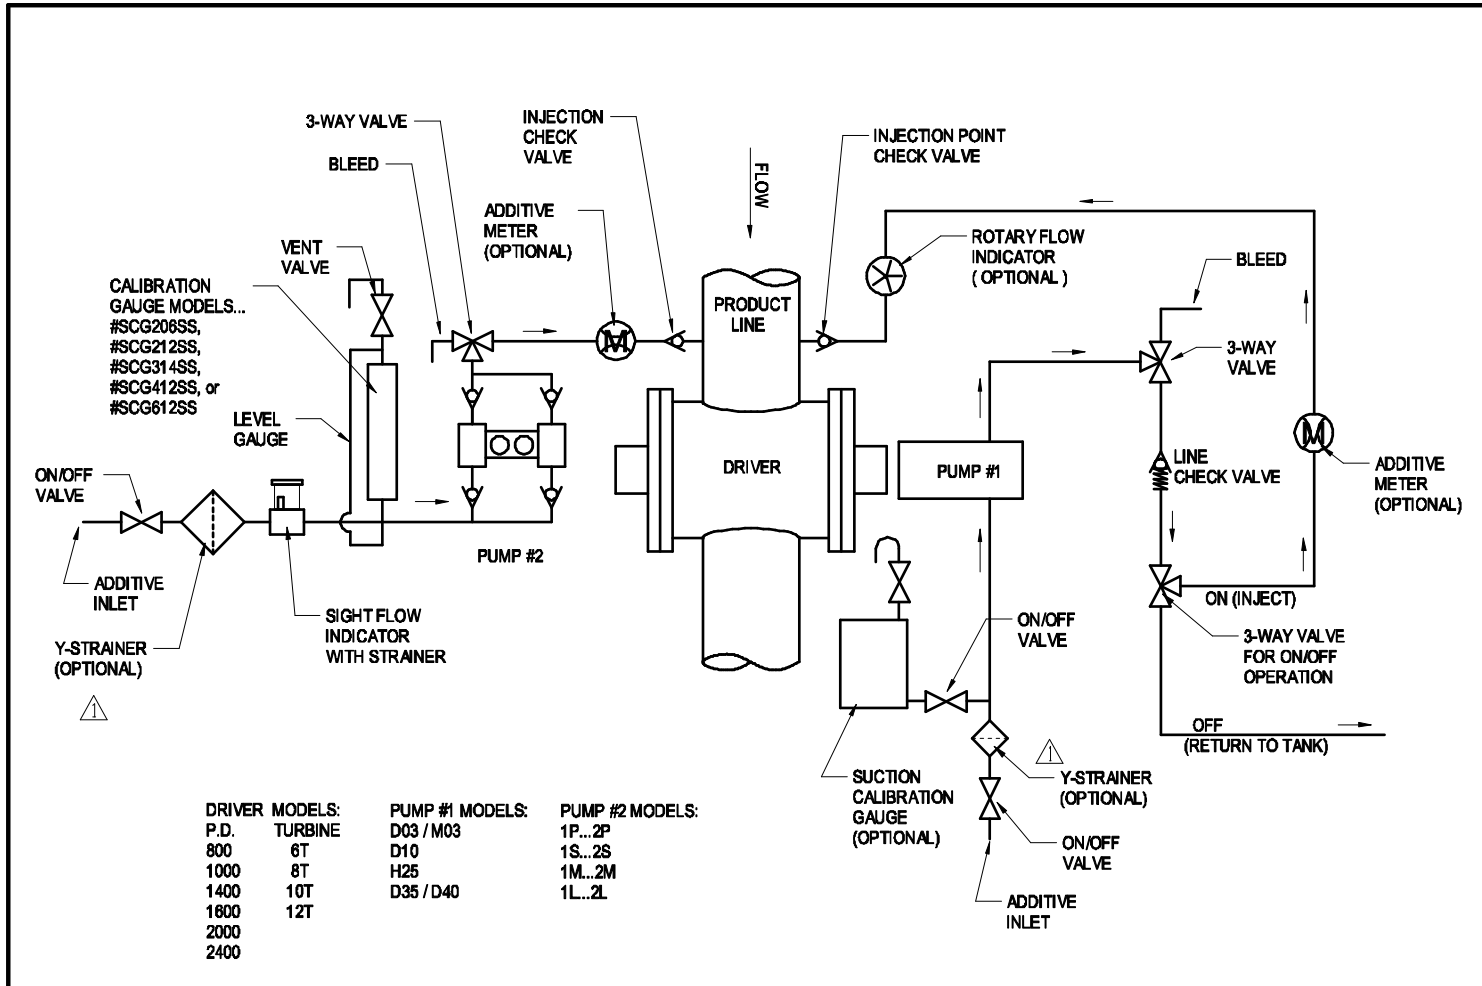 3-WAY VALVE
BLEED
INJECTION
CHECK
VALVE
FLOW
INJECTION POINT
CHECK VALVE
ADDITIVE
METER
(OPTIONAL)
M
VENT
VALVE
CALIBRATION
GAUGE MODELS...
#SCG206SS,
#SCG212SS,
#SCG314SS,
#SCG412SS, or
#SCG612SS
LEVEL
GAUGE
PRODUCT
LINE
ROTARY FLOW
INDICATOR
( OPTIONAL )
BLEED
3-WAY
VALVE
ON/OFF
VALVE
DRIVER
PUMP #1
LINE
CHECK VALVE
M
ADDITIVE
METER
(OPTIONAL)
PUMP #2
ADDITIVE
INLET
SIGHT FLOW
INDICATOR
WITH STRAINER
Y-STRAINER
(OPTIONAL)
1
ON/OFF
VALVE
ON (INJECT)
3-WAY VALVE
FOR ON/OFF
OPERATION
OFF
(RETURN TO TANK)
SUCTION
CALIBRATION
GAUGE
(OPTIONAL)
1
Y-STRAINER
(OPTIONAL)
ON/OFF
VALVE
ADDITIVE
INLET
DRIVER MODELS:
P.D. TURBINE
800 6T
1000 8T
1400 10T
1600 12T
2000
2400
PUMP #1 MODELS:
D03 / M03
D10
H25
D35 / D40
PUMP #2 MODELS:
1P...2P
1S...2S
1M...2M
1L...2L